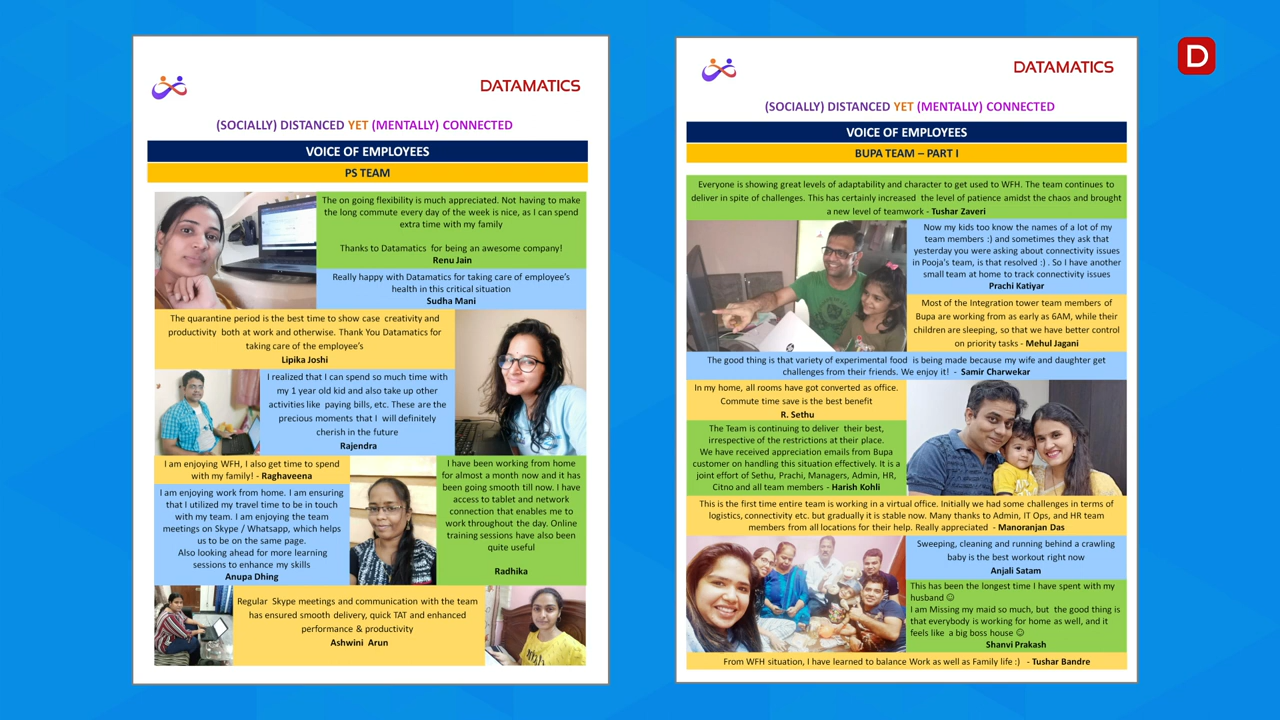 DATAMATICS
(SOCIALLY) DISTANCED YET (MENTALLY) CONNECTED
VOICE OF EMPLOYEES
PS TEAM
The on going flexibility is much appreciated. Not having to make
the long commute every day of the week is nice, as I can spend
extra time with my family
Thanks to Datamatics for being an awesome company!
Renu Jain
Really happy with Datamatics for taking care of employee's
health in this critical situation
Sudha Mani
The quarantine period is the best time to show case creativity and
productivity both at work and otherwise. Thank You Datamatics for
taking care of the employee's
Lipika Joshi
I realized that I can spend so much time with
my 1 year old kid and also take up other
activities like paying bills, etc. These are the
precious moments that I will definitely
cherish in the future
Rajendra
I am enjoying WFH, I also get time to spend
with my family! - Raghaveena
I am enjoying work from home. I am ensuring
that I utilized my travel time to be in touch
with my team. I am enjoying the team
meetings on Skype / Whatsapp, which helps
us to be on the same page.
Also looking ahead for more learning
sessions to enhance my skills
Anupa Dhing
I have been working from home
for almost a month now and it has
been going smooth till now. I have
access to tablet and network
connection that enables me to
work throughout the day. Online
training sessions have also been
quite useful
Radhika
Regular Skype meetings and communication with the team
has ensured smooth delivery, quick TAT and enhanced
performance & productivity
Ashwini Arun
DATAMATICS
(SOCIALLY) DISTANCED YET (MENTALLY) CONNECTED
VOICE OF EMPLOYEES
BUPA TEAM – PART I
Everyone is showing great levels of adaptability and character to get used to WFH. The team continues to
deliver in spite of challenges. This has certainly increased the level of patience amidst the chaos and brought
a new level of teamwork - Tushar Zaveri
Now my kids too know the names of a lot of my
team members :) and sometimes they ask that
yesterday you were asking about connectivity issues
in Pooja's team, is that resolved :) . So I have another
small team at home to track connectivity issues
Prachi Katiyar
Most of the Integration tower team members of
Bupa are working from as early as 6AM, while their
children are sleeping, so that we have better control
on priority tasks - Mehul Jagani
The good thing is that variety of experimental food is being made because my wife and daughter get
challenges from their friends. We enjoy it! - Samir Charwekar
In my home, all rooms have got converted as office.
Commute time save is the best benefit
R. Sethu
The Team is continuing to deliver their best,
irrespective of the restrictions at their place.
We have received appreciation emails from Bupa
customer on handling this situation effectively. It is a
joint effort of Sethu, Prachi, Managers, Admin, HR,
Citno and all team members - Harish Kohli
This is the first time entire team is working in a virtual office. Initially we had some challenges in terms of
logistics, connectivity etc. but gradually it is stable now. Many thanks to Admin, IT Ops, and HR team
members from all locations for their help. Really appreciated - Manoranjan Das
Sweeping, cleaning and running behind a crawling
baby is the best workout right now
Anjali Satam
This has been the longest time I have spent with my
husband ☺
I am Missing my maid so much, but the good thing is
that everybody is working for home as well, and it
feels like a big boss house ☺
Shanvi Prakash
From WFH situation, I have learned to balance Work as well as Family life :) - Tushar Bandre
D